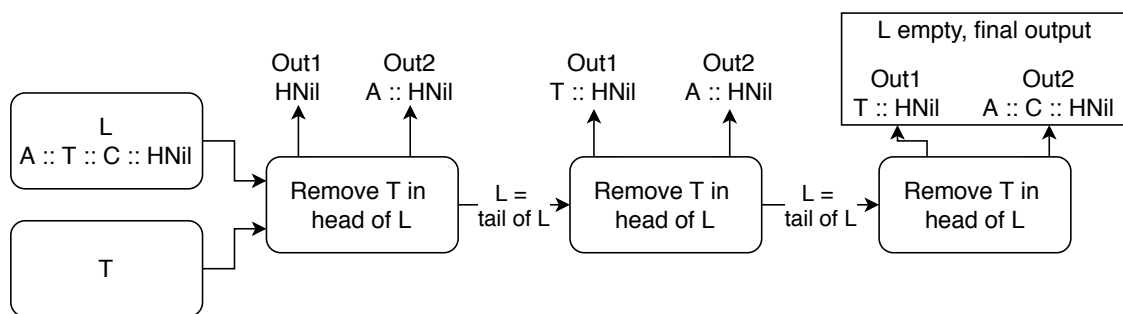 L empty, final output
Out1
HNil
Out2
A :: HNil
Out1
T :: HNil
Out2
A :: HNil
Out1
T :: HNil
Out2
A :: C :: HNil
L
A :: T :: C :: HNil
T
Remove T in
head of L
L =
tail of L
Remove T in
head of L
L =
tail of L
Remove T in
head of L